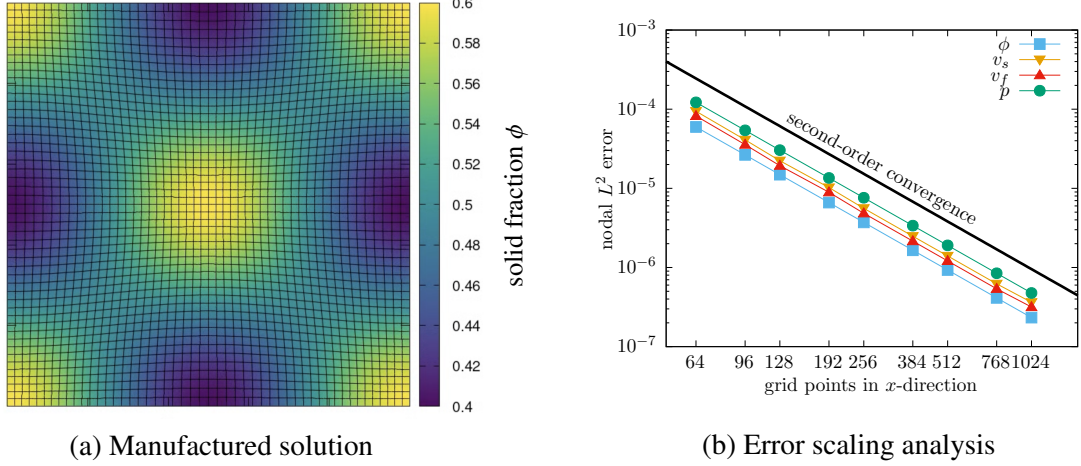 0.6
0.58
0.56
0.54
0.52
0.5
0.48
0.46
0.44
0.42
0.4
solid fraction ϕ
(a) Manufactured solution
10⁻³
10⁻⁴
10⁻⁵
10⁻⁶
10⁻⁷
nodal L² error
ϕ
vₛ
v_f
p
second-order convergence
64 96 128 192 256 384 512 768 1024
grid points in x-direction
(b) Error scaling analysis